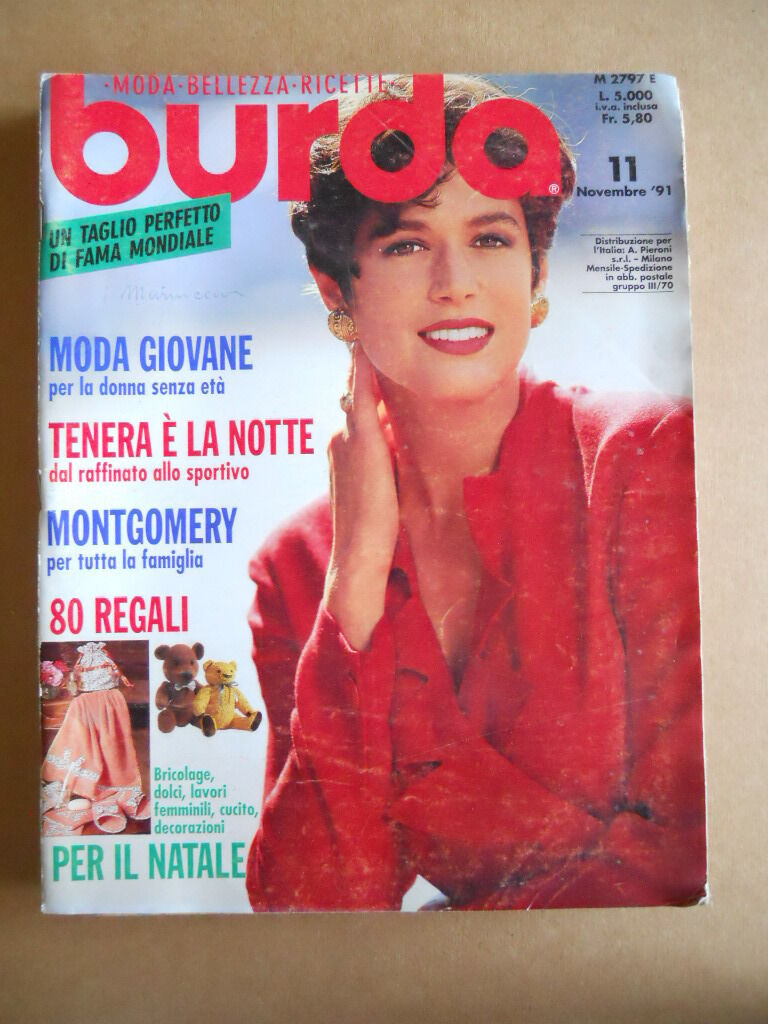 ·MODA·BELLEZZA·RICETTE·
burda®
M 2797 E
L. 5.000
i.v.a. inclusa
Fr. 5,80
11
Novembre '91
Distribuzione per
l'Italia: A. Pieroni
s.r.l. – Milano
Mensile-Spedizione
in abb. postale
gruppo III/70
UN TAGLIO PERFETTO
DI FAMA MONDIALE
MODA GIOVANE
per la donna senza età
TENERA È LA NOTTE
dal raffinato allo sportivo
MONTGOMERY
per tutta la famiglia
80 REGALI
Bricolage,
dolci, lavori
femminili, cucito,
decorazioni
PER IL NATALE